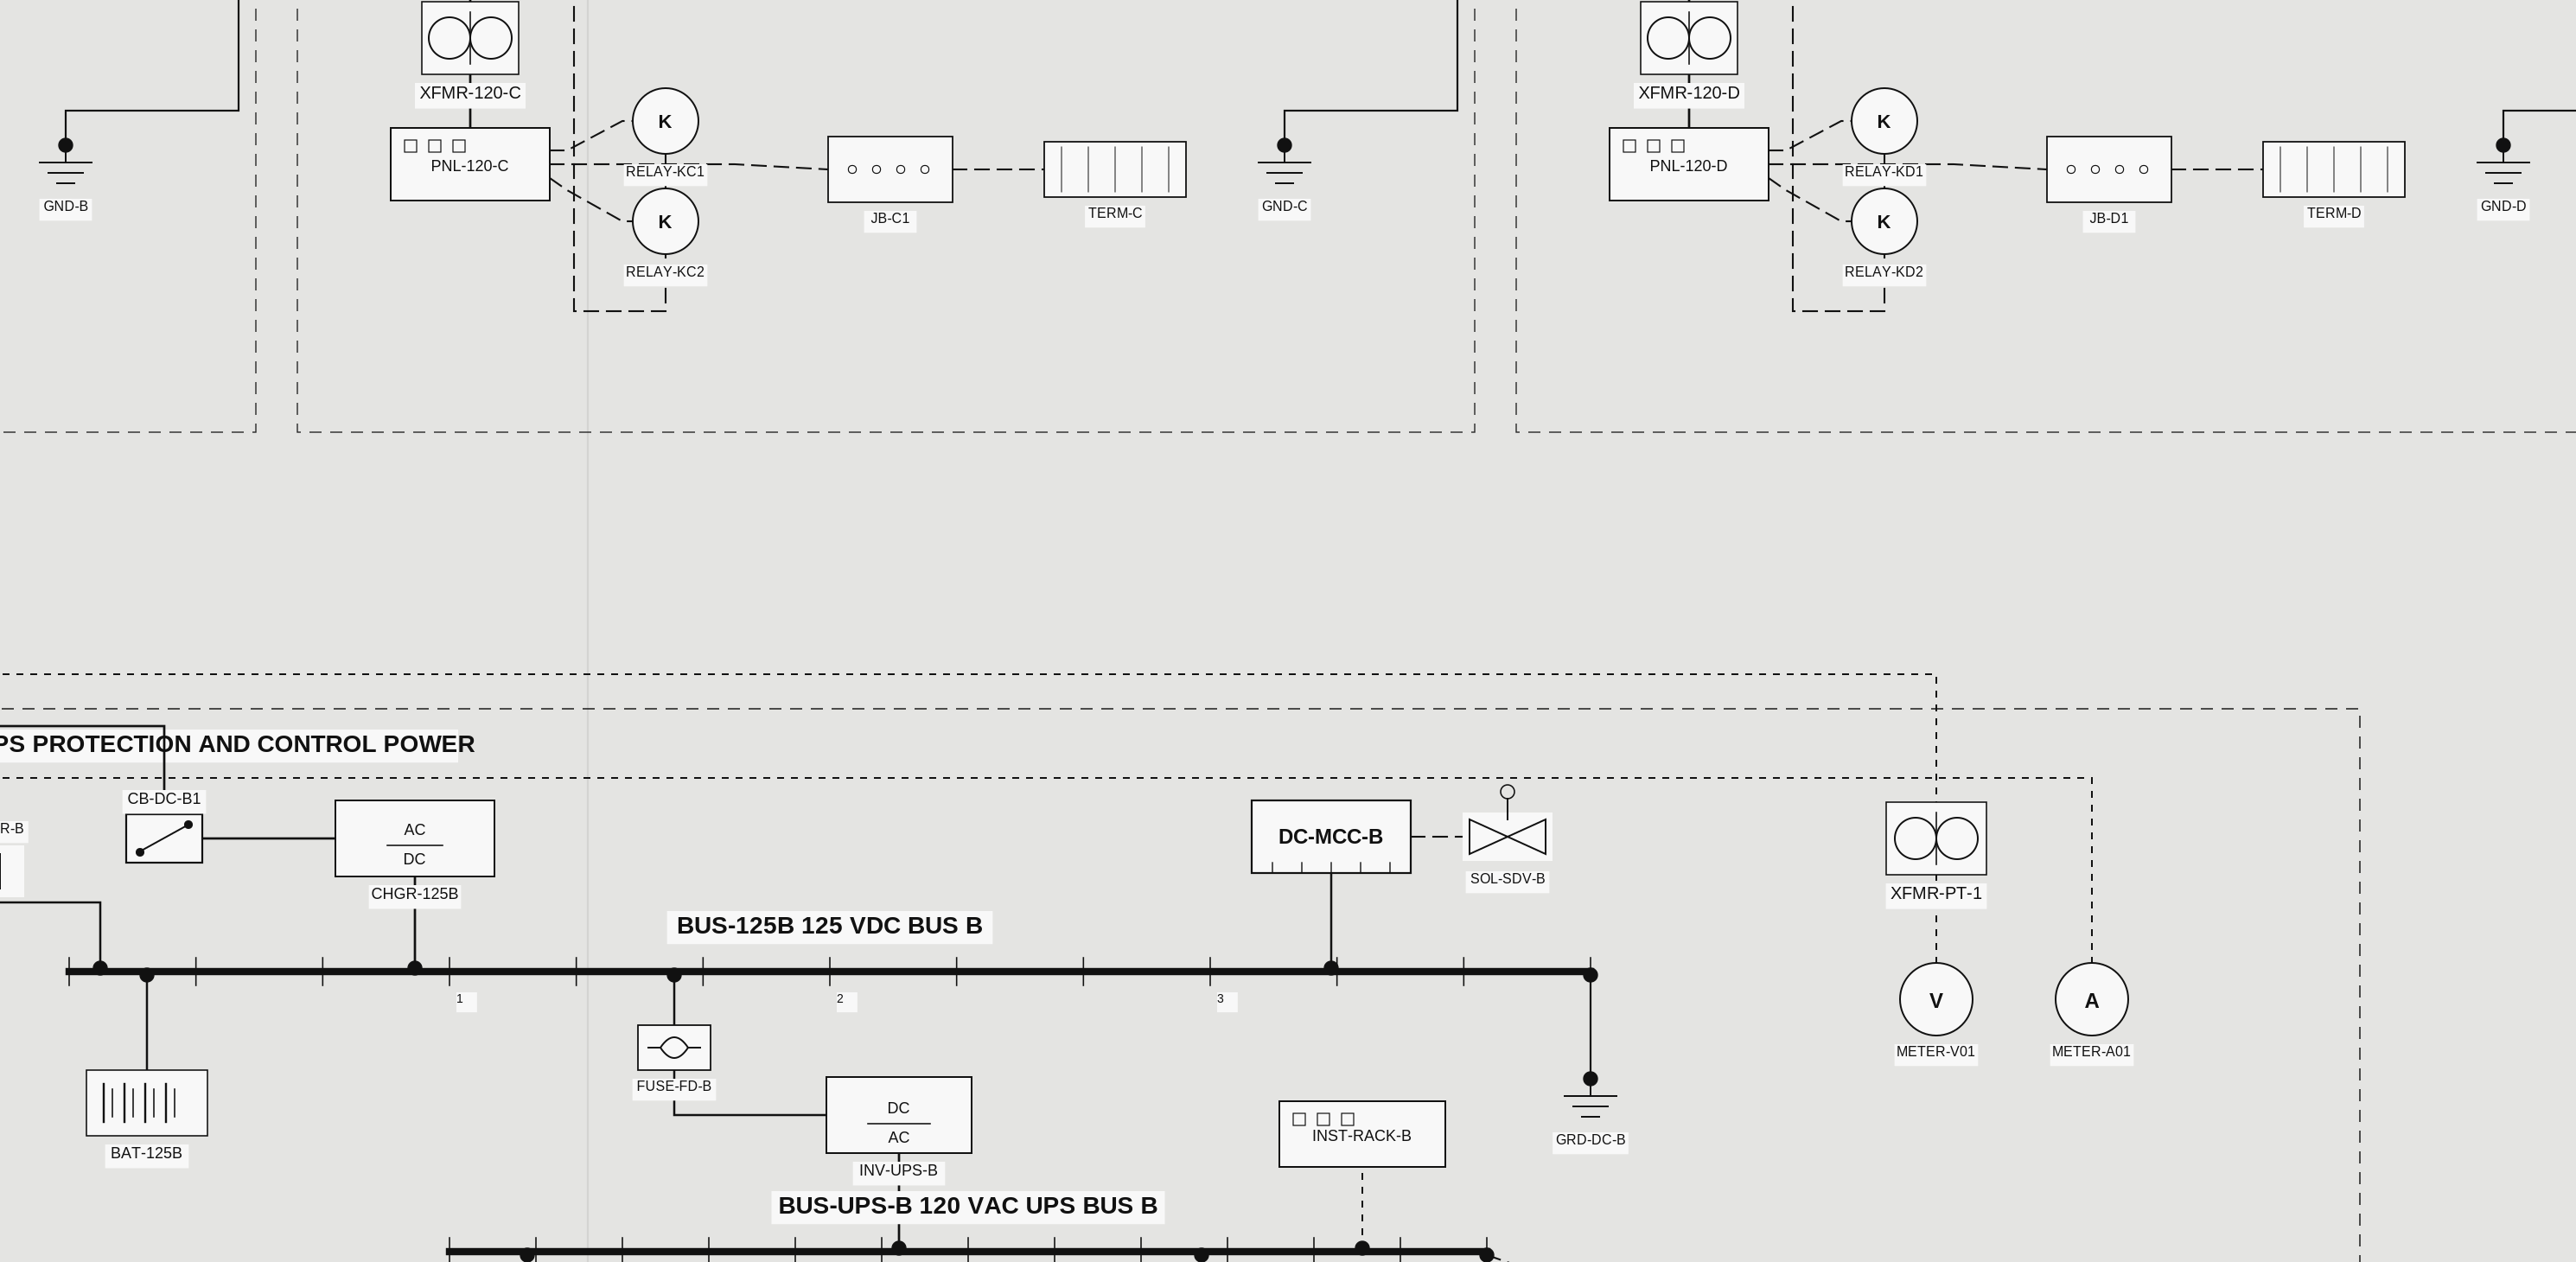 XFMR-120-C
XFMR-120-D
K
K
PNL-120-C
PNL-120-D
RELAY-KC1
RELAY-KD1
GND-B
K
JB-C1
TERM-C
GND-C
K
JB-D1
TERM-D
GND-D
RELAY-KC2
RELAY-KD2
PS PROTECTION AND CONTROL POWER
CB-DC-B1
R-B
AC
DC
CHGR-125B
DC-MCC-B
SOL-SDV-B
XFMR-PT-1
BUS-125B 125 VDC BUS B
1
2
3
V
A
METER-V01
METER-A01
FUSE-FD-B
DC
AC
INST-RACK-B
GRD-DC-B
BAT-125B
INV-UPS-B
BUS-UPS-B 120 VAC UPS BUS B